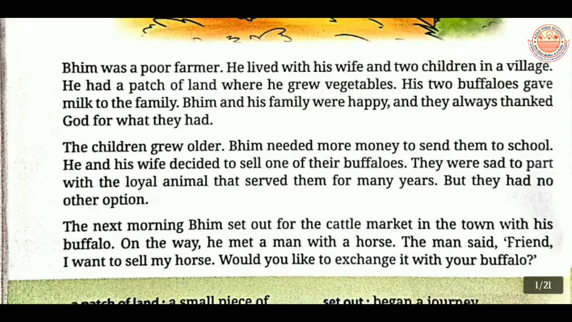 Bhim was a poor farmer. He lived with his wife and two children in a village.
He had a patch of land where he grew vegetables. His two buffaloes gave
milk to the family. Bhim and his family were happy, and they always thanked
God for what they had.
The children grew older. Bhim needed more money to send them to school.
He and his wife decided to sell one of their buffaloes. They were sad to part
with the loyal animal that served them for many years. But they had no
other option.
The next morning Bhim set out for the cattle market in the town with his
buffalo. On the way, he met a man with a horse. The man said, ‘Friend,
I want to sell my horse. Would you like to exchange it with your buffalo?’
1/21
a patch of land : a small piece of
set out : began a journey